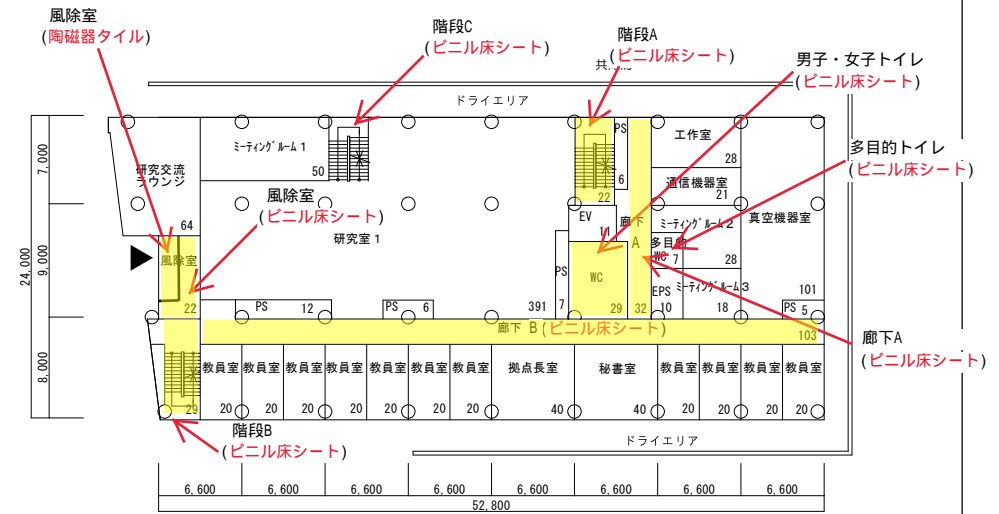 風除室
(陶磁器タイル)
階段C
(ビニル床シート)
階段A
(ビニル床シート)
男子・女子トイレ
(ビニル床シート)
ドライエリア
多目的トイレ
(ビニル床シート)
研究交流
ラウンジ
64
ミーティングルーム1
50
PS
6
22
工作室
28
通信機器室
21
風除室
(ビニル床シート)
研究室1
EV
11
廊下
A
ミーティングルーム2
28
多目的
WC
7
真空機器室
101
風除室
22
PS
7
WC
29
32
EPS
10
ミーティングルーム3
18
PS
12
PS
6
391
PS
5
廊下 B(ビニル床シート)
103
廊下A
(ビニル床シート)
29
教員室
20
教員室
20
教員室
20
教員室
20
教員室
20
教員室
20
教員室
20
拠点長室
40
秘書室
40
教員室
20
教員室
20
教員室
20
教員室
20
階段B
(ビニル床シート)
ドライエリア
7,000
9,000
8,000
24,000
6,600
6,600
6,600
6,600
6,600
6,600
6,600
6,600
52,800